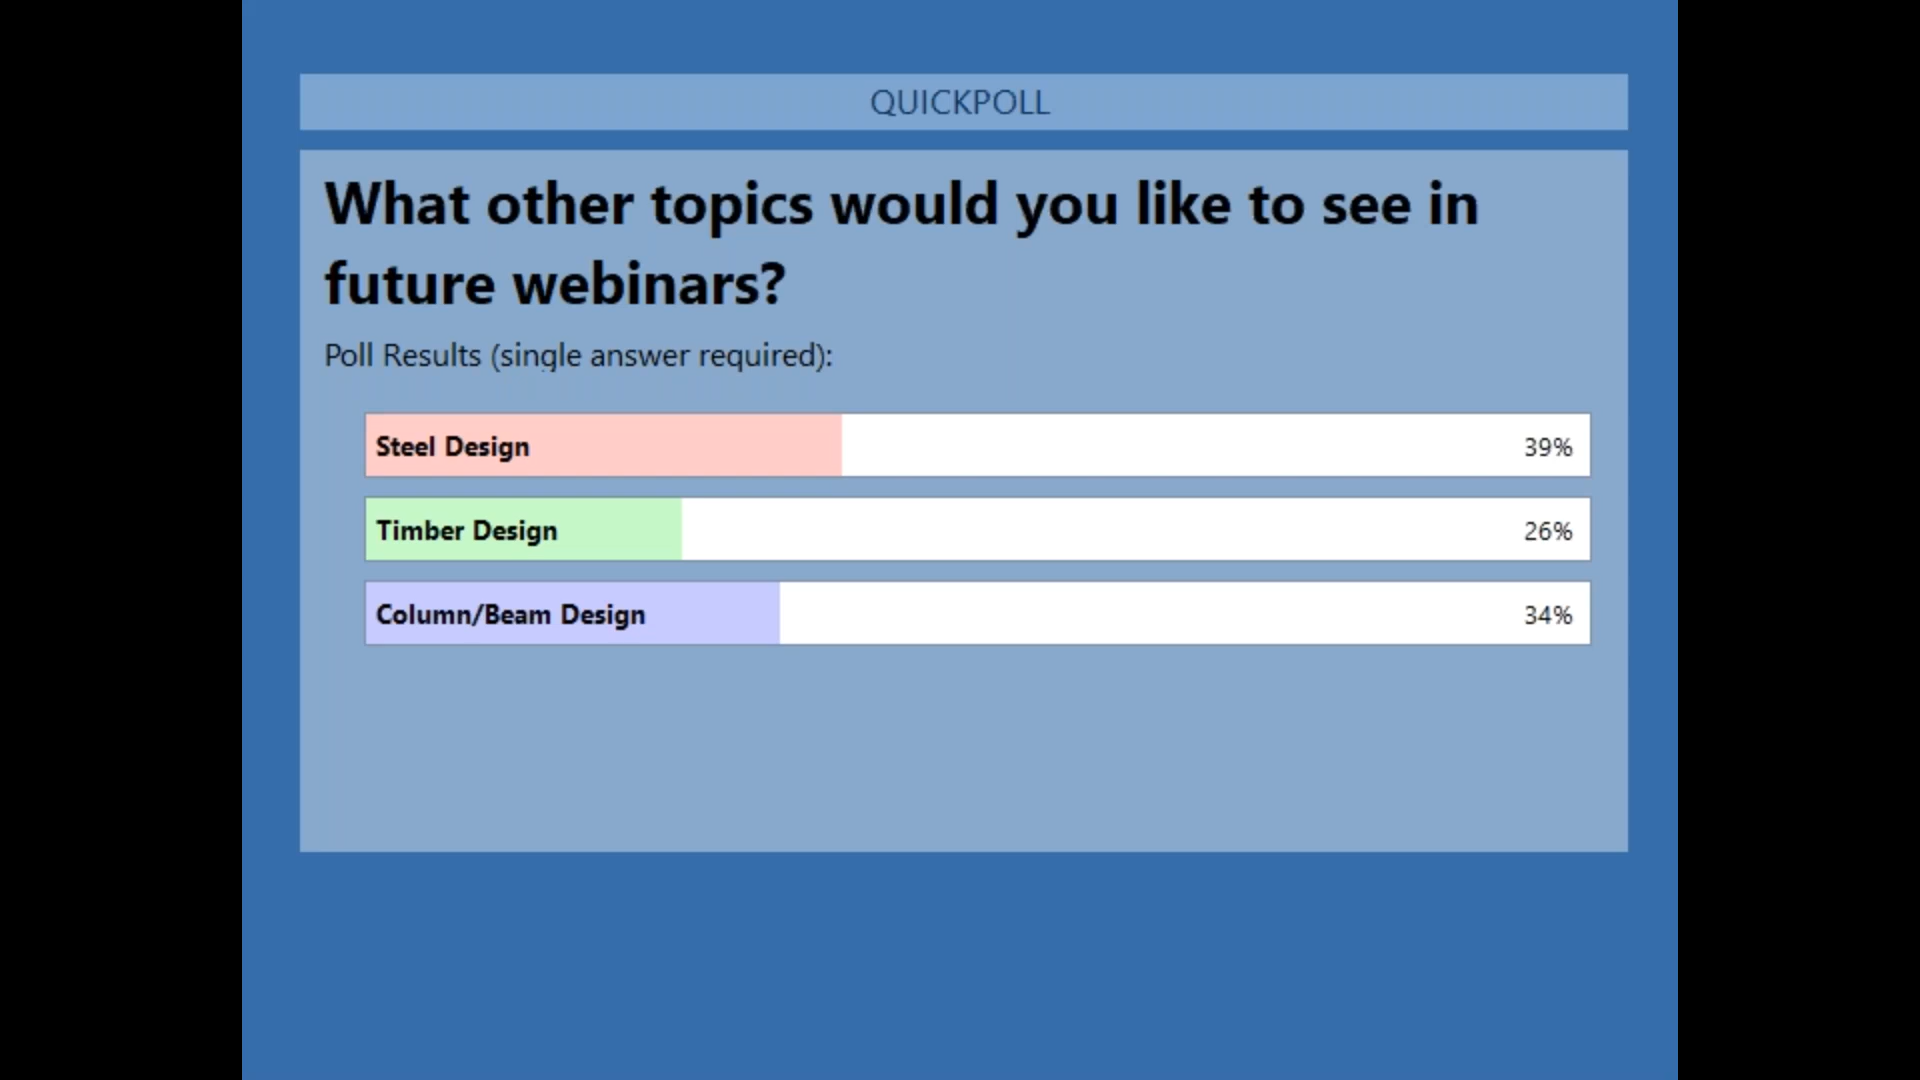 QUICKPOLL
What other topics would you like to see in
future webinars?
Poll Results (single answer required):
Steel Design 39%
Timber Design 26%
Column/Beam Design 34%